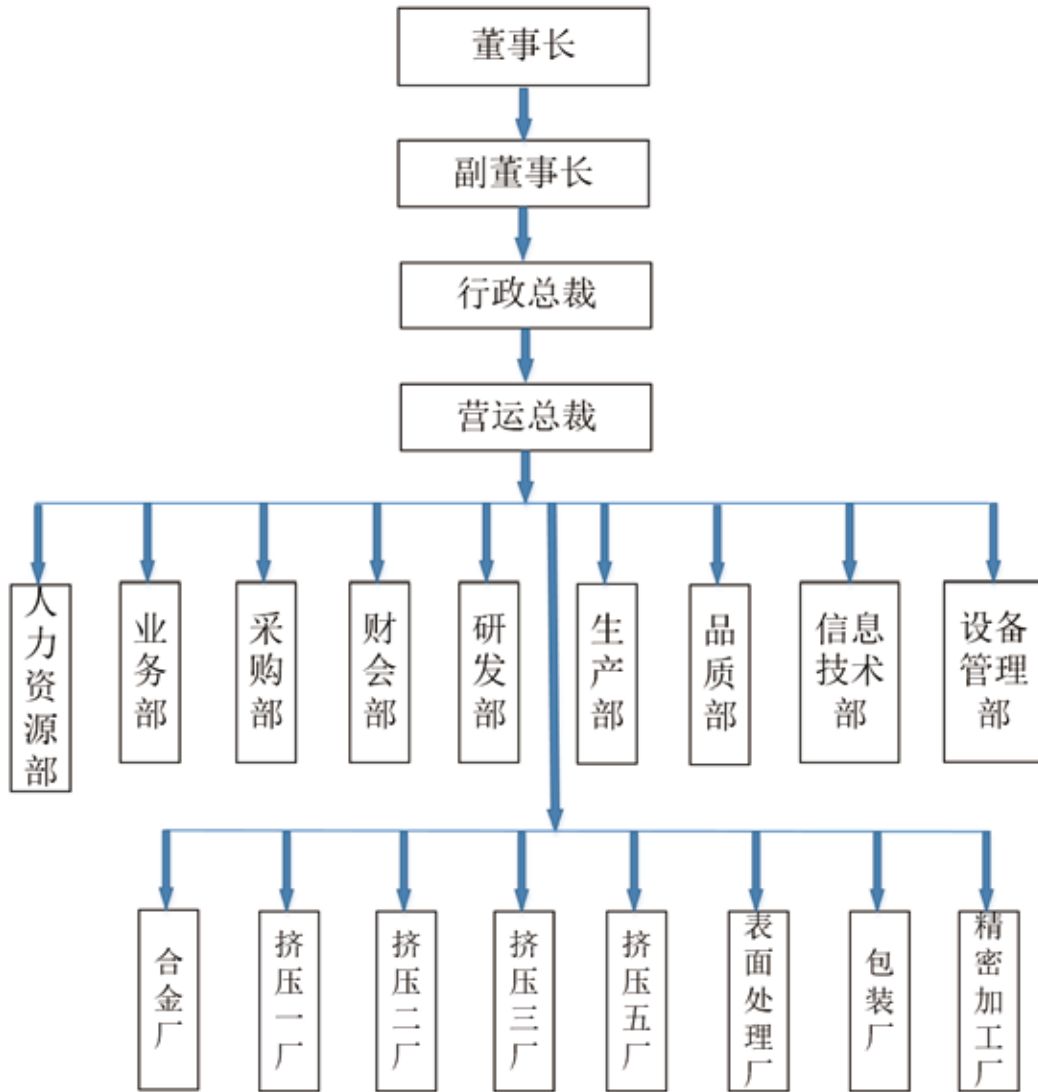 董事长
副董事长
行政总裁
营运总裁
人力资源部
业务部
采购部
财会部
研发部
生产部
品质部
信息
技术
部
设备
管理
部
合金厂
挤压一厂
挤压二厂
挤压三厂
挤压五厂
表面处理厂
包装厂
精密加工厂